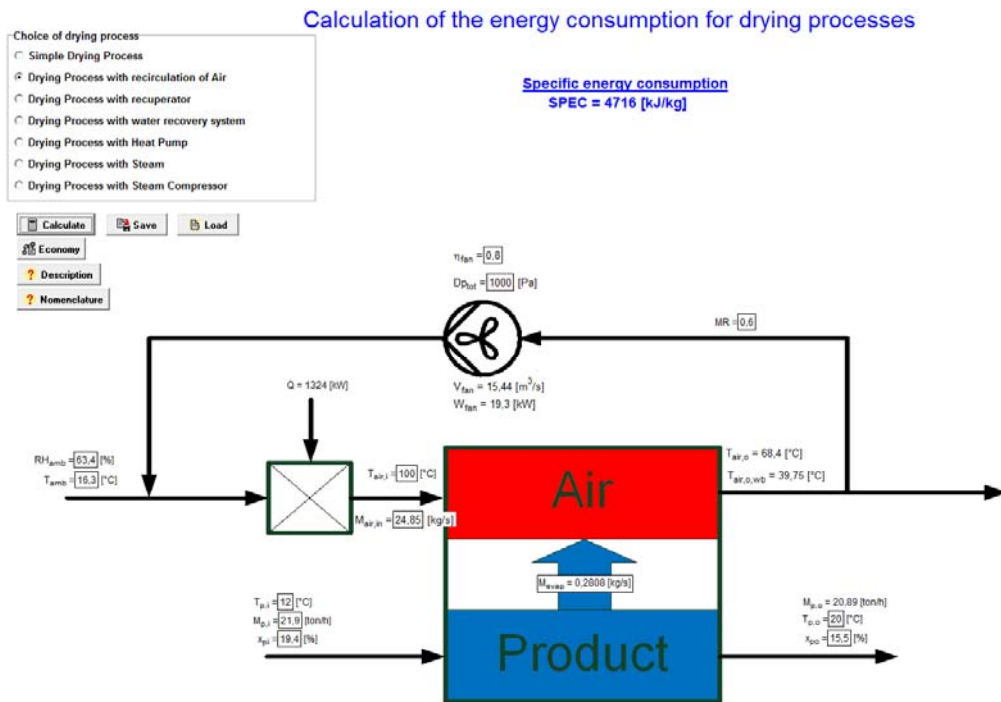 Calculation of the energy consumption for drying processes
Choice of drying process
Simple Drying Process
Drying Process with recirculation of Air
Drying Process with recuperator
Drying Process with water recovery system
Drying Process with Heat Pump
Drying Process with Steam
Drying Process with Steam Compressor
Specific energy consumption
SPEC = 4716 [kJ/kg]
Calculate Save Load
Economy
Description
Nomenclature
ηfan = 0,8
Dptot = 1000 [Pa]
MR = 0,6
Q = 1324 [kW]
Vfan = 15,44 [m³/s]
Wfan = 19,3 [kW]
RHamb = 63,4 [%]
Tamb = 16,3 [°C]
Tair,i = 100 [°C]
Mair,in = 24,85 [kg/s]
Air
Tair,o = 68,4 [°C]
Tair,o,wb = 39,75 [°C]
Mevap = 0,2808 [kg/s]
Tp,i = 12 [°C]
Mp,i = 21,9 [ton/h]
xpi = 19,4 [%]
Product
Mp,o = 20,89 [ton/h]
Tp,o = 20 [°C]
xpo = 15,5 [%]